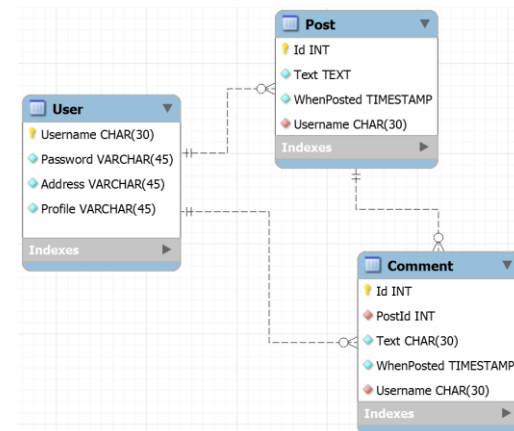 Post
Id INT
Text TEXT
WhenPosted TIMESTAMP
Username CHAR(30)
Indexes
User
Username CHAR(30)
Password VARCHAR(45)
Address VARCHAR(45)
Profile VARCHAR(45)
Indexes
Comment
Id INT
PostId INT
Text CHAR(30)
WhenPosted TIMESTAMP
Username CHAR(30)
Indexes